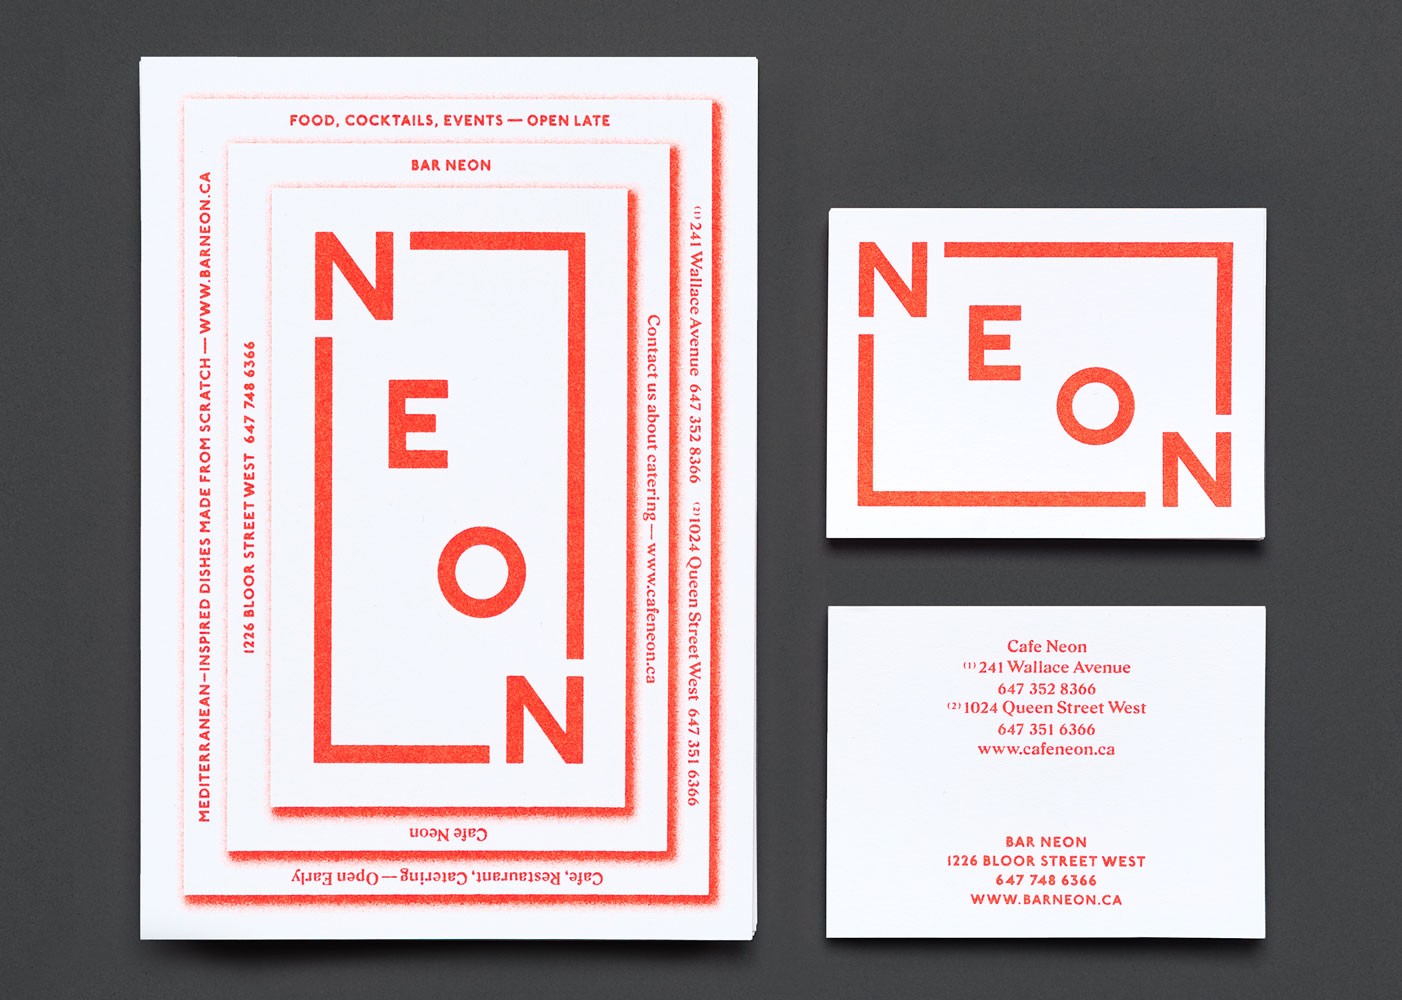 FOOD, COCKTAILS, EVENTS — OPEN LATE
BAR NEON
MEDITERRANEAN–INSPIRED DISHES MADE FROM SCRATCH — WWW.BARNEON.CA
1226 BLOOR STREET WEST 647 748 6366
NEON
Contact us about catering — www.cafeneon.ca
(1) 241 Wallace Avenue 647 352 8366 (2) 1024 Queen Street West 647 351 6366
Cafe Neon
Cafe, Restaurant, Catering — Open Early
NEON
Cafe Neon
(1) 241 Wallace Avenue
647 352 8366
(2) 1024 Queen Street West
647 351 6366
www.cafeneon.ca
BAR NEON
1226 BLOOR STREET WEST
647 748 6366
WWW.BARNEON.CA